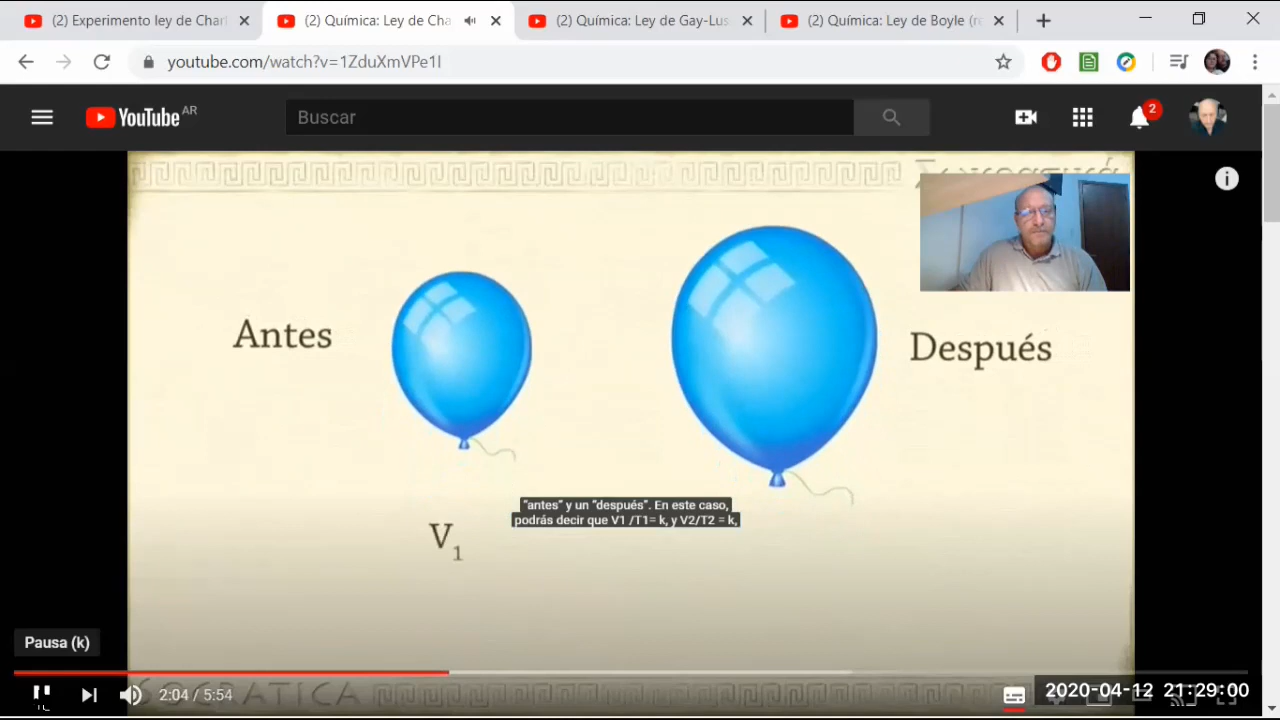 (2) Experimento ley de Charl
(2) Química: Ley de Cha
(2) Química: Ley de Gay-Lus
(2) Química: Ley de Boyle (re
youtube.com/watch?v=1ZduXmVPe1I
YouTube AR
Buscar
2
Antes
Después
"antes" y un "después". En este caso,
podrás decir que V1 /T1= k, y V2/T2 = k,
V1
Pausa (k)
2:04 / 5:54
2020-04-12 21:29:00